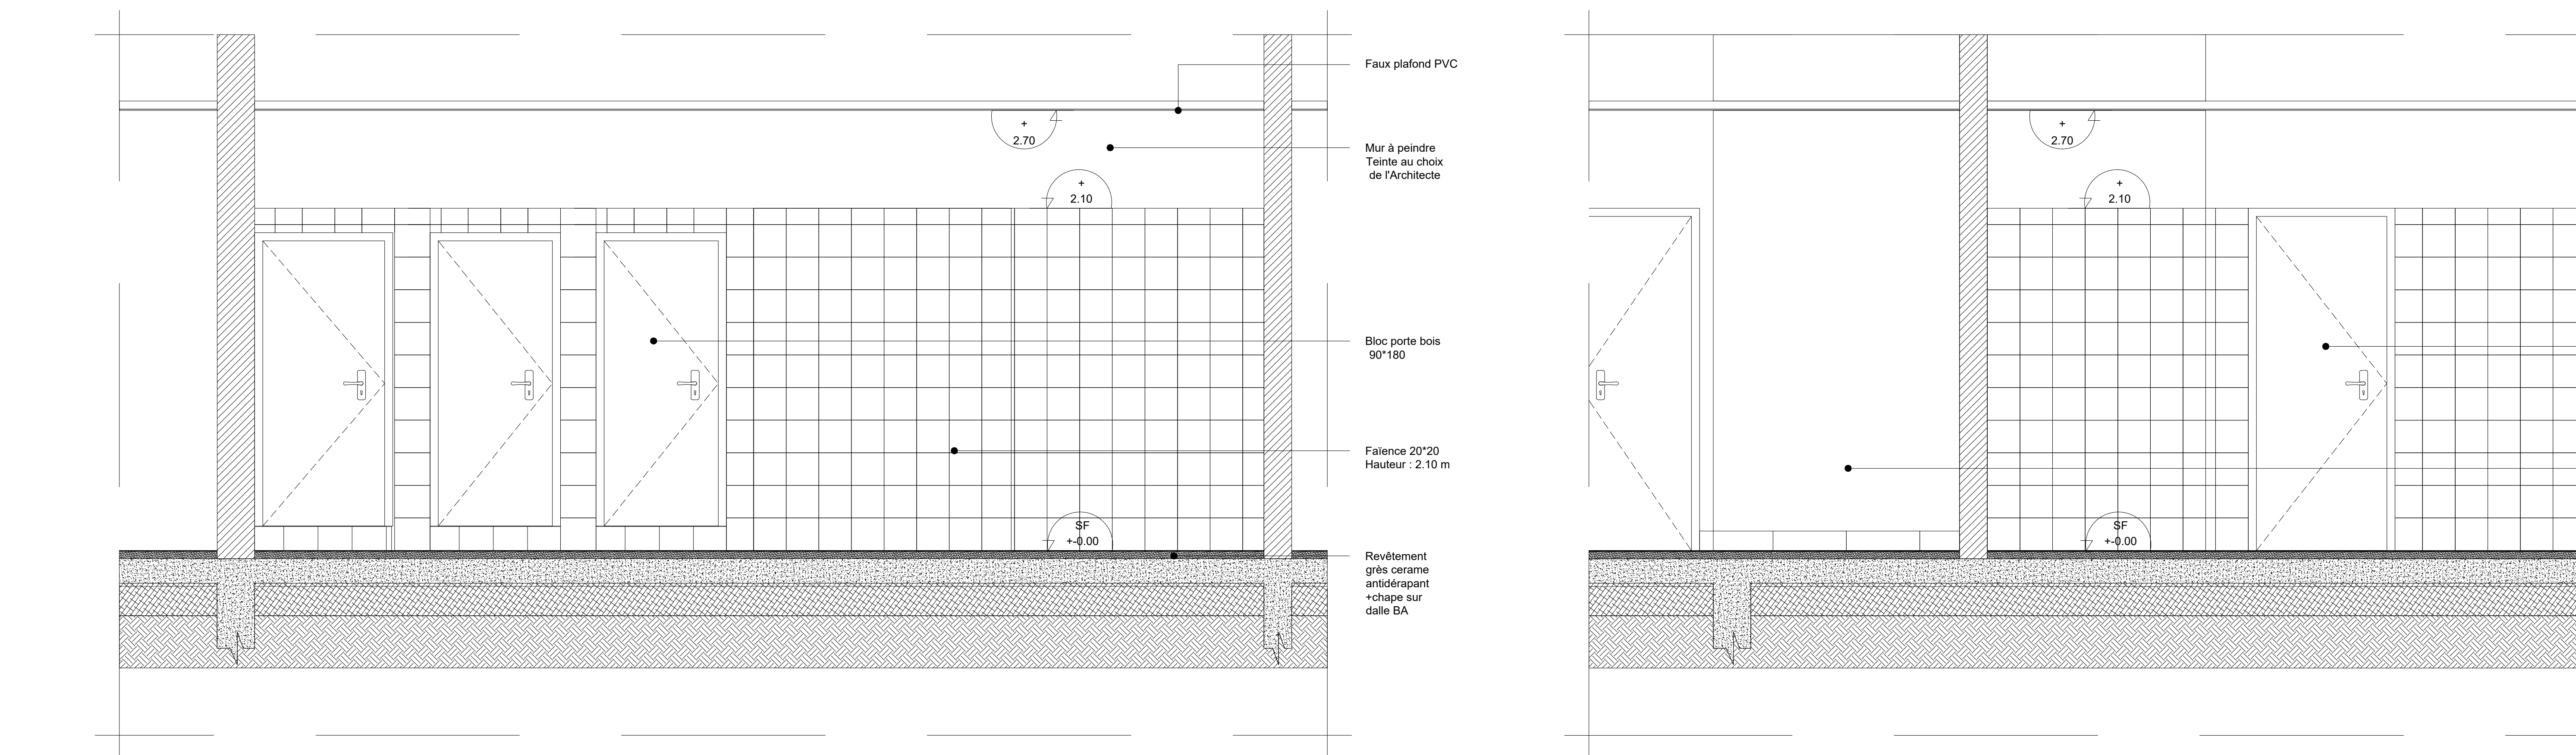 Faux plafond PVC
+
2.70
Mur à peindre
Teinte au choix
de l'Architecte
+
2.10
Bloc porte bois
90*180
Faïence 20*20
Hauteur : 2.10 m
SF
+-0.00
Revêtement
grès cerame
antidérapant
+chape sur
dalle BA
+
2.70
+
2.10
SF
+-0.00